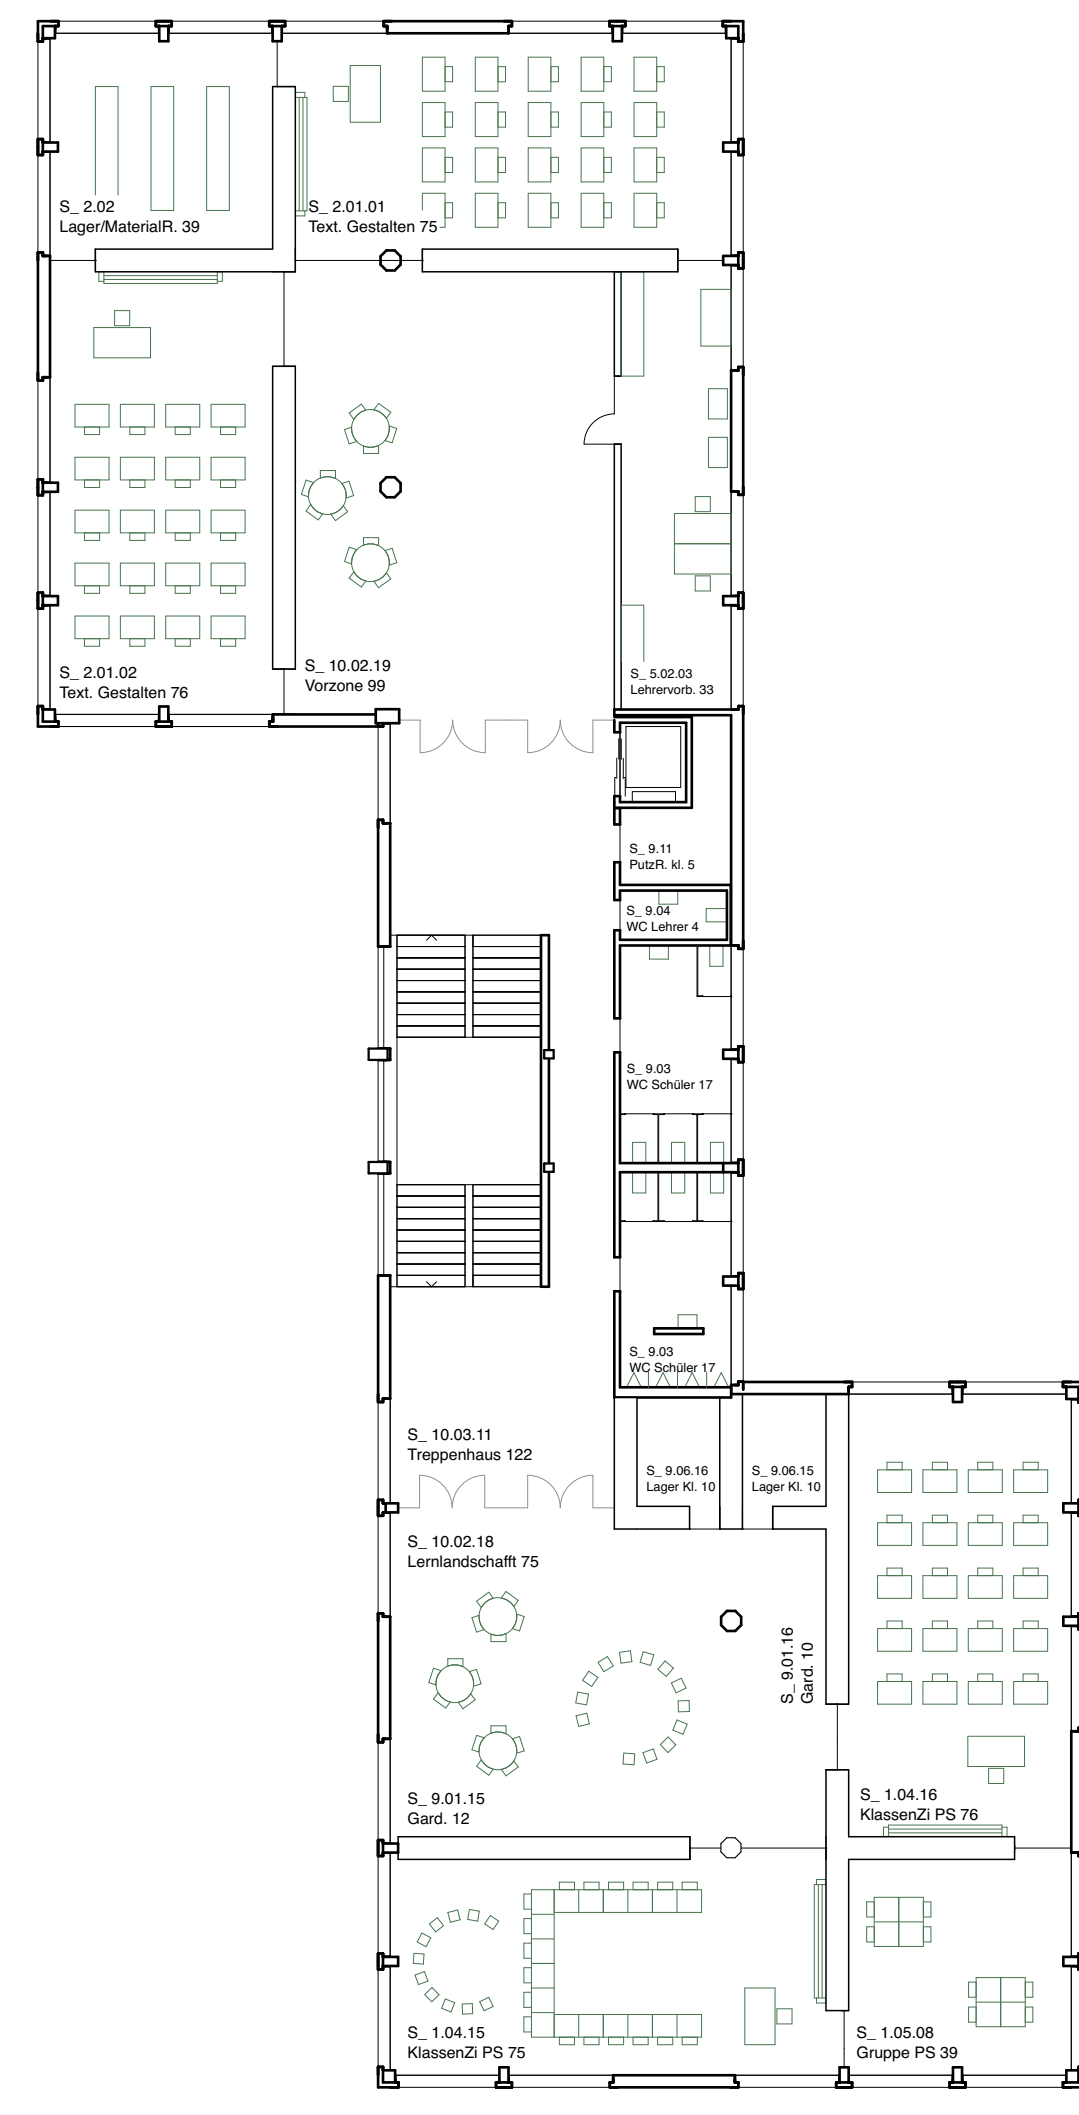 S_ 2.02
Lager/MaterialR. 39
S_ 2.01.01
Text. Gestalten 75
S_ 2.01.02
Text. Gestalten 76
S_ 10.02.19
Vorzone 99
S_ 5.02.03
Lehrervorb. 33
S_ 9.11
PutzR. kl. 5
S_ 9.04
WC Lehrer 4
S_ 9.03
WC Schüler 17
S_ 9.03
WC Schüler 17
S_ 10.03.11
Treppenhaus 122
S_ 9.06.16
Lager Kl. 10
S_ 9.06.15
Lager Kl. 10
S_ 10.02.18
Lernlandschafft 75
S_ 9.01.16
Gard. 10
S_ 9.01.15
Gard. 12
S_ 1.04.16
KlassenZi PS 76
S_ 1.04.15
KlassenZi PS 75
S_ 1.05.08
Gruppe PS 39